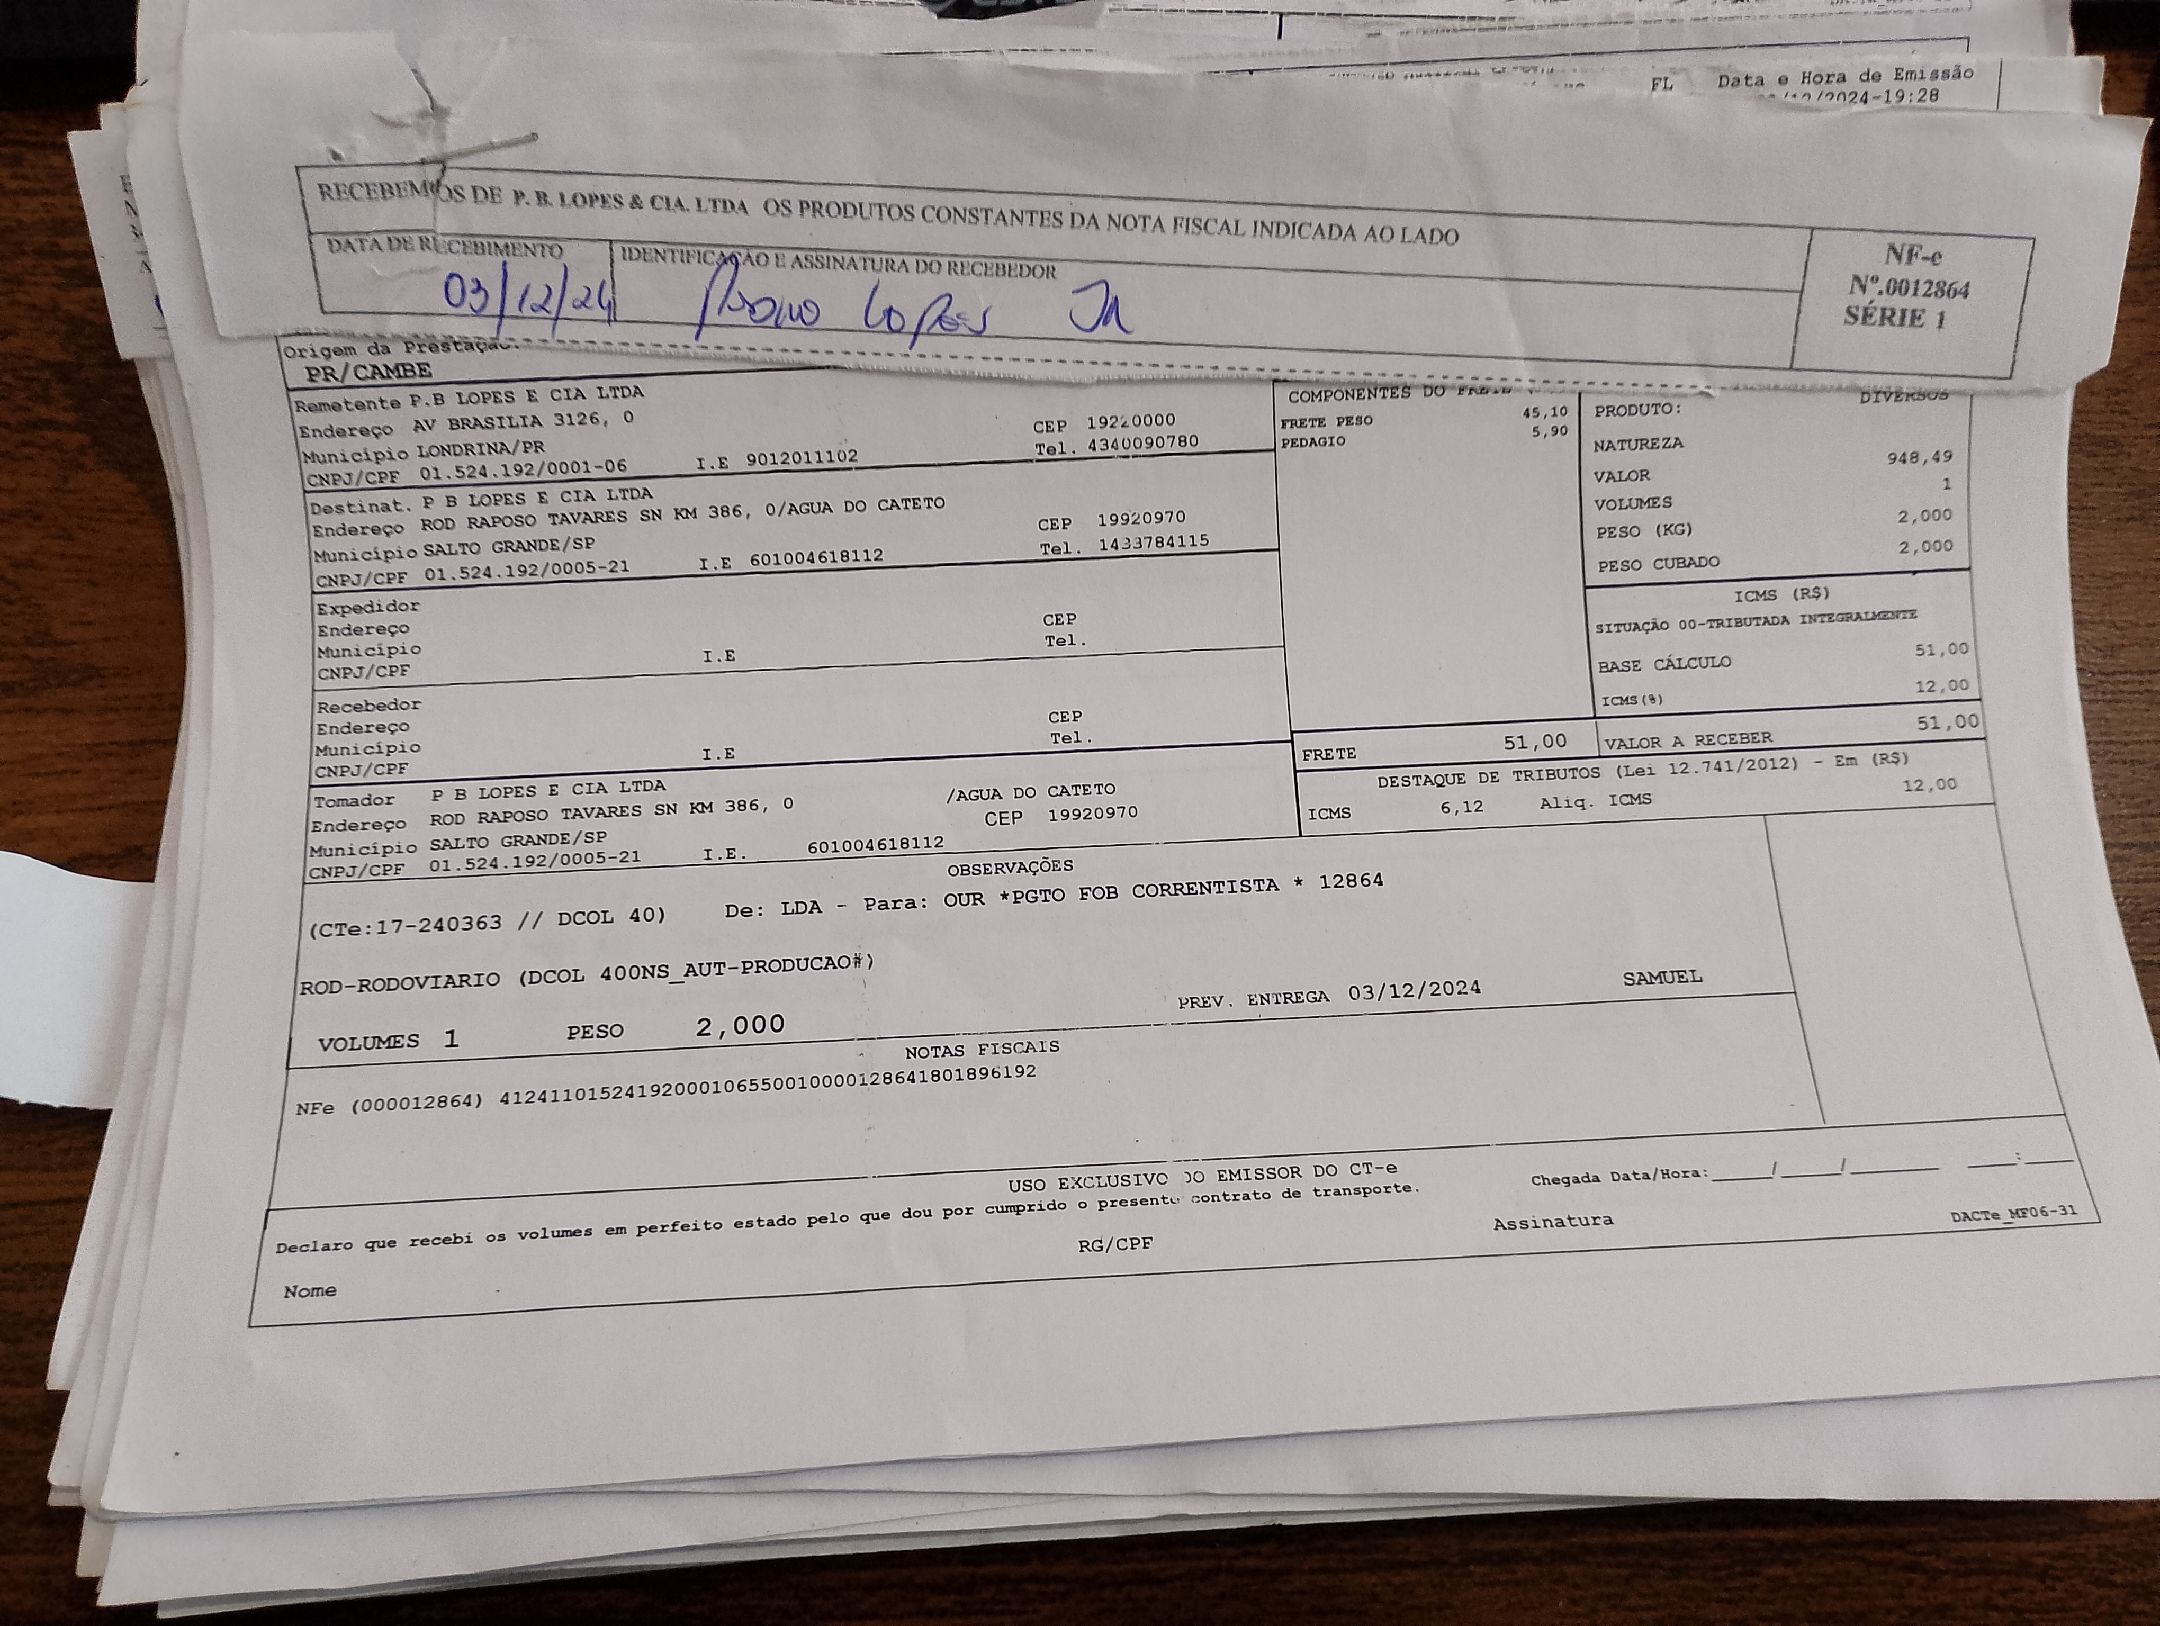 FL Data e Hora de Emissão
/2024-19:28
RECEBEMOS DE P. B. LOPES & CIA. LTDA OS PRODUTOS CONSTANTES DA NOTA FISCAL INDICADA AO LADO
DATA DE RECEBIMENTO IDENTIFICAÇÃO E ASSINATURA DO RECEBEDOR
03/12/24 Lopes
NF-e
Nº.0012864
SÉRIE 1
Origem da Prestação:
PR/CAMBE
Remetente P.B LOPES E CIA LTDA
Endereço AV BRASILIA 3126, 0 CEP 19220000
Município LONDRINA/PR Tel. 4340090780
CNPJ/CPF 01.524.192/0001-06 I.E 9012011102
Destinat. P B LOPES E CIA LTDA
Endereço ROD RAPOSO TAVARES SN KM 386, 0/AGUA DO CATETO CEP 19920970
Município SALTO GRANDE/SP Tel. 1433784115
CNPJ/CPF 01.524.192/0005-21 I.E 601004618112
Expedidor
Endereço CEP
Município Tel.
CNPJ/CPF I.E
Recebedor
Endereço CEP
Município Tel.
CNPJ/CPF I.E
Tomador P B LOPES E CIA LTDA
Endereço ROD RAPOSO TAVARES SN KM 386, 0 /AGUA DO CATETO
Município SALTO GRANDE/SP CEP 19920970
CNPJ/CPF 01.524.192/0005-21 I.E. 601004618112
COMPONENTES DO FRETE
FRETE PESO 45,10
PEDAGIO 5,90
PRODUTO: DIVERSOS
NATUREZA
VALOR 948,49
VOLUMES 1
PESO (KG) 2,000
PESO CUBADO 2,000
ICMS (R$)
SITUAÇÃO 00-TRIBUTADA INTEGRALMENTE
BASE CÁLCULO 51,00
ICMS(%) 12,00
FRETE 51,00 VALOR A RECEBER 51,00
DESTAQUE DE TRIBUTOS (Lei 12.741/2012) - Em (R$)
ICMS 6,12 Aliq. ICMS 12,00
OBSERVAÇÕES
(CTe:17-240363 // DCOL 40) De: LDA - Para: OUR *PGTO FOB CORRENTISTA * 12864
ROD-RODOVIARIO (DCOL 400NS_AUT-PRODUCAO#)
PREV. ENTREGA 03/12/2024 SAMUEL
VOLUMES 1 PESO 2,000
NOTAS FISCAIS
NFe (000012864) 41241101524192000106550010000128641801896192
USO EXCLUSIVO DO EMISSOR DO CT-e
Declaro que recebi os volumes em perfeito estado pelo que dou por cumprido o presente contrato de transporte.
Chegada Data/Hora:____/____/______ ___:___
Nome RG/CPF Assinatura
DACTe_MF06-31